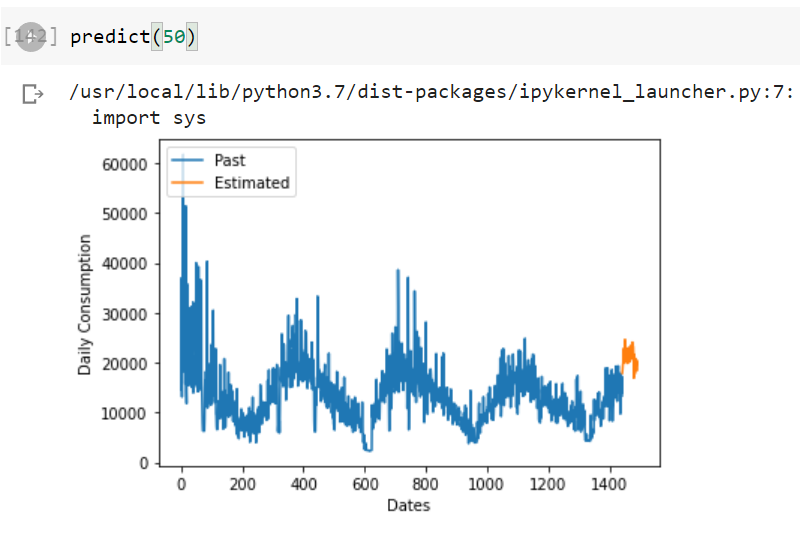 [142] predict(50)
/usr/local/lib/python3.7/dist-packages/ipykernel_launcher.py:7:
import sys
Past
Estimated
60000
50000
40000
30000
20000
10000
0
Daily Consumption
0 200 400 600 800 1000 1200 1400
Dates